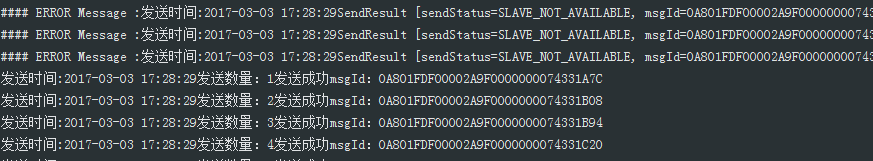 #### ERROR Message :发送时间:2017-03-03 17:28:29SendResult [sendStatus=SLAVE_NOT_AVAILABLE, msgId=0A801FDF00002A9F0000000074
#### ERROR Message :发送时间:2017-03-03 17:28:29SendResult [sendStatus=SLAVE_NOT_AVAILABLE, msgId=0A801FDF00002A9F00000000743
#### ERROR Message :发送时间:2017-03-03 17:28:29SendResult [sendStatus=SLAVE_NOT_AVAILABLE, msgId=0A801FDF00002A9F00000000743
发送时间:2017-03-03 17:28:29发送数量：1发送成功msgId：0A801FDF00002A9F0000000074331A7C
发送时间:2017-03-03 17:28:29发送数量：2发送成功msgId：0A801FDF00002A9F0000000074331B08
发送时间:2017-03-03 17:28:29发送数量：3发送成功msgId：0A801FDF00002A9F0000000074331B94
发送时间:2017-03-03 17:28:29发送数量：4发送成功msgId：0A801FDF00002A9F0000000074331C20